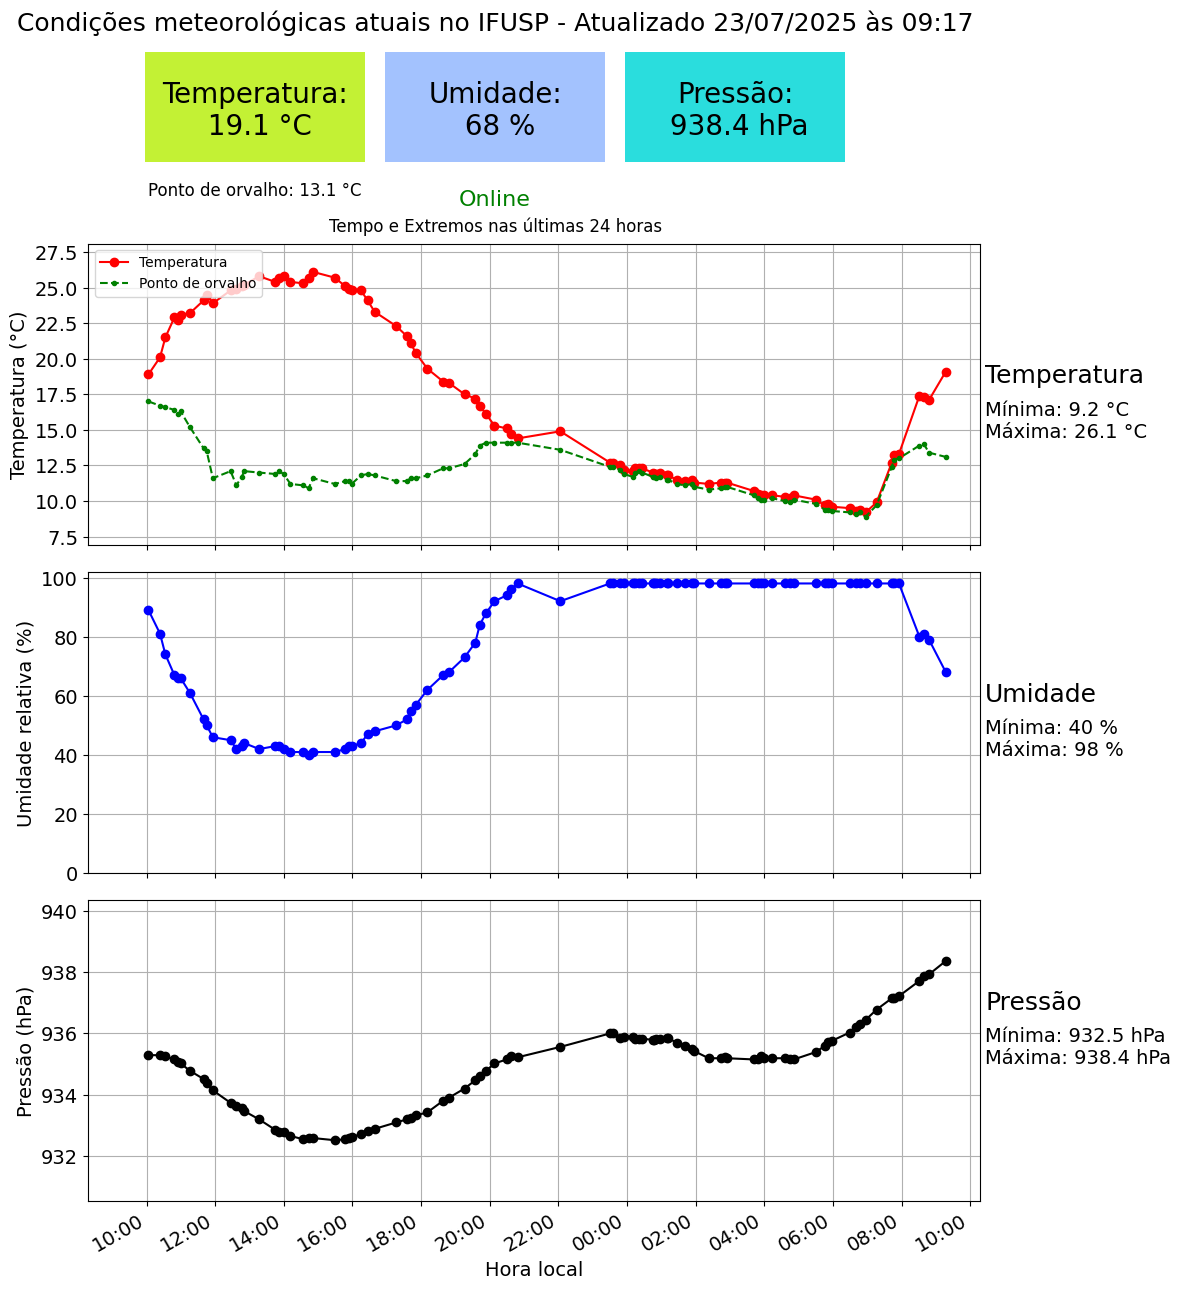 Condições meteorológicas atuais no IFUSP - Atualizado 23/07/2025 às 09:17
Temperatura:
19.1 °C
Umidade:
68 %
Pressão:
938.4 hPa
Ponto de orvalho: 13.1 °C
Online
Tempo e Extremos nas últimas 24 horas
Temperatura
Ponto de orvalho
Temperatura (°C)
27.5
25.0
22.5
20.0
17.5
15.0
12.5
10.0
7.5
Temperatura
Mínima: 9.2 °C
Máxima: 26.1 °C
Umidade relativa (%)
100
80
60
40
20
0
Umidade
Mínima: 40 %
Máxima: 98 %
Pressão (hPa)
940
938
936
934
932
Pressão
Mínima: 932.5 hPa
Máxima: 938.4 hPa
10:00
12:00
14:00
16:00
18:00
20:00
22:00
00:00
02:00
04:00
06:00
08:00
10:00
Hora local